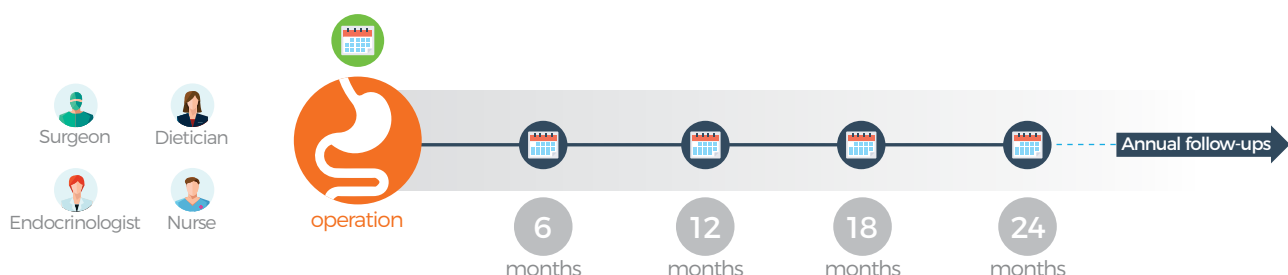 Surgeon
Dietician
Endocrinologist
Nurse
operation
6
months
12
months
18
months
24
months
Annual follow-ups